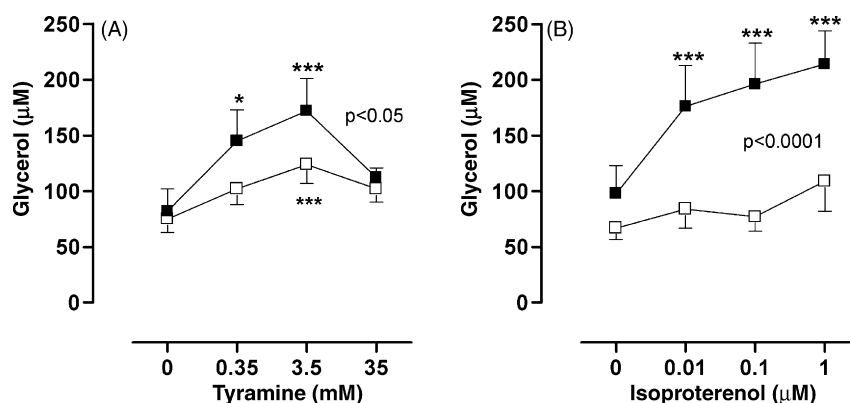 (A)
250
200
150
100
50
0
Glycerol (μM)
*
***
***
p<0.05
0 0.35 3.5 35
Tyramine (mM)
(B)
250
200
150
100
50
0
Glycerol (μM)
***
***
***
p<0.0001
0 0.01 0.1 1
Isoproterenol (μM)